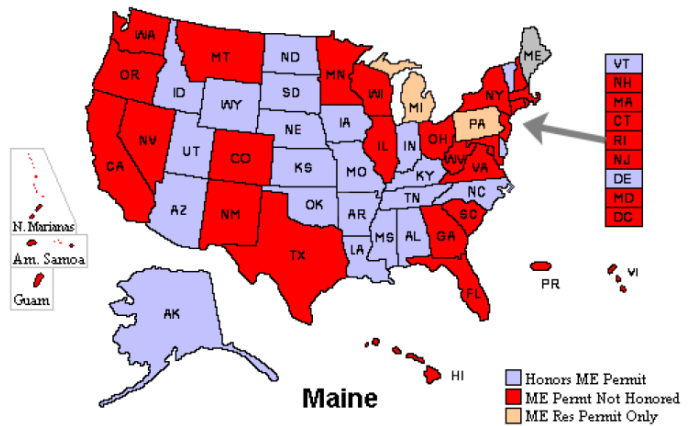 WA
MT
ND
MN
ME
OR
ID
SD
WI
NY
WY
MI
IA
PA
NE
NV
UT
IL
IN
OH
CO
WV
VA
CA
KS
MO
KY
NC
TN
AZ
OK
NM
AR
SC
MS
AL
GA
TX
LA
FL
AK
HI
VT
NH
MA
CT
RI
NJ
DE
MD
DC
N. Marianas
Am. Samoa
Guam
PR
VI
Maine
Honors ME Permit
ME Permt Not Honored
ME Res Permit Only